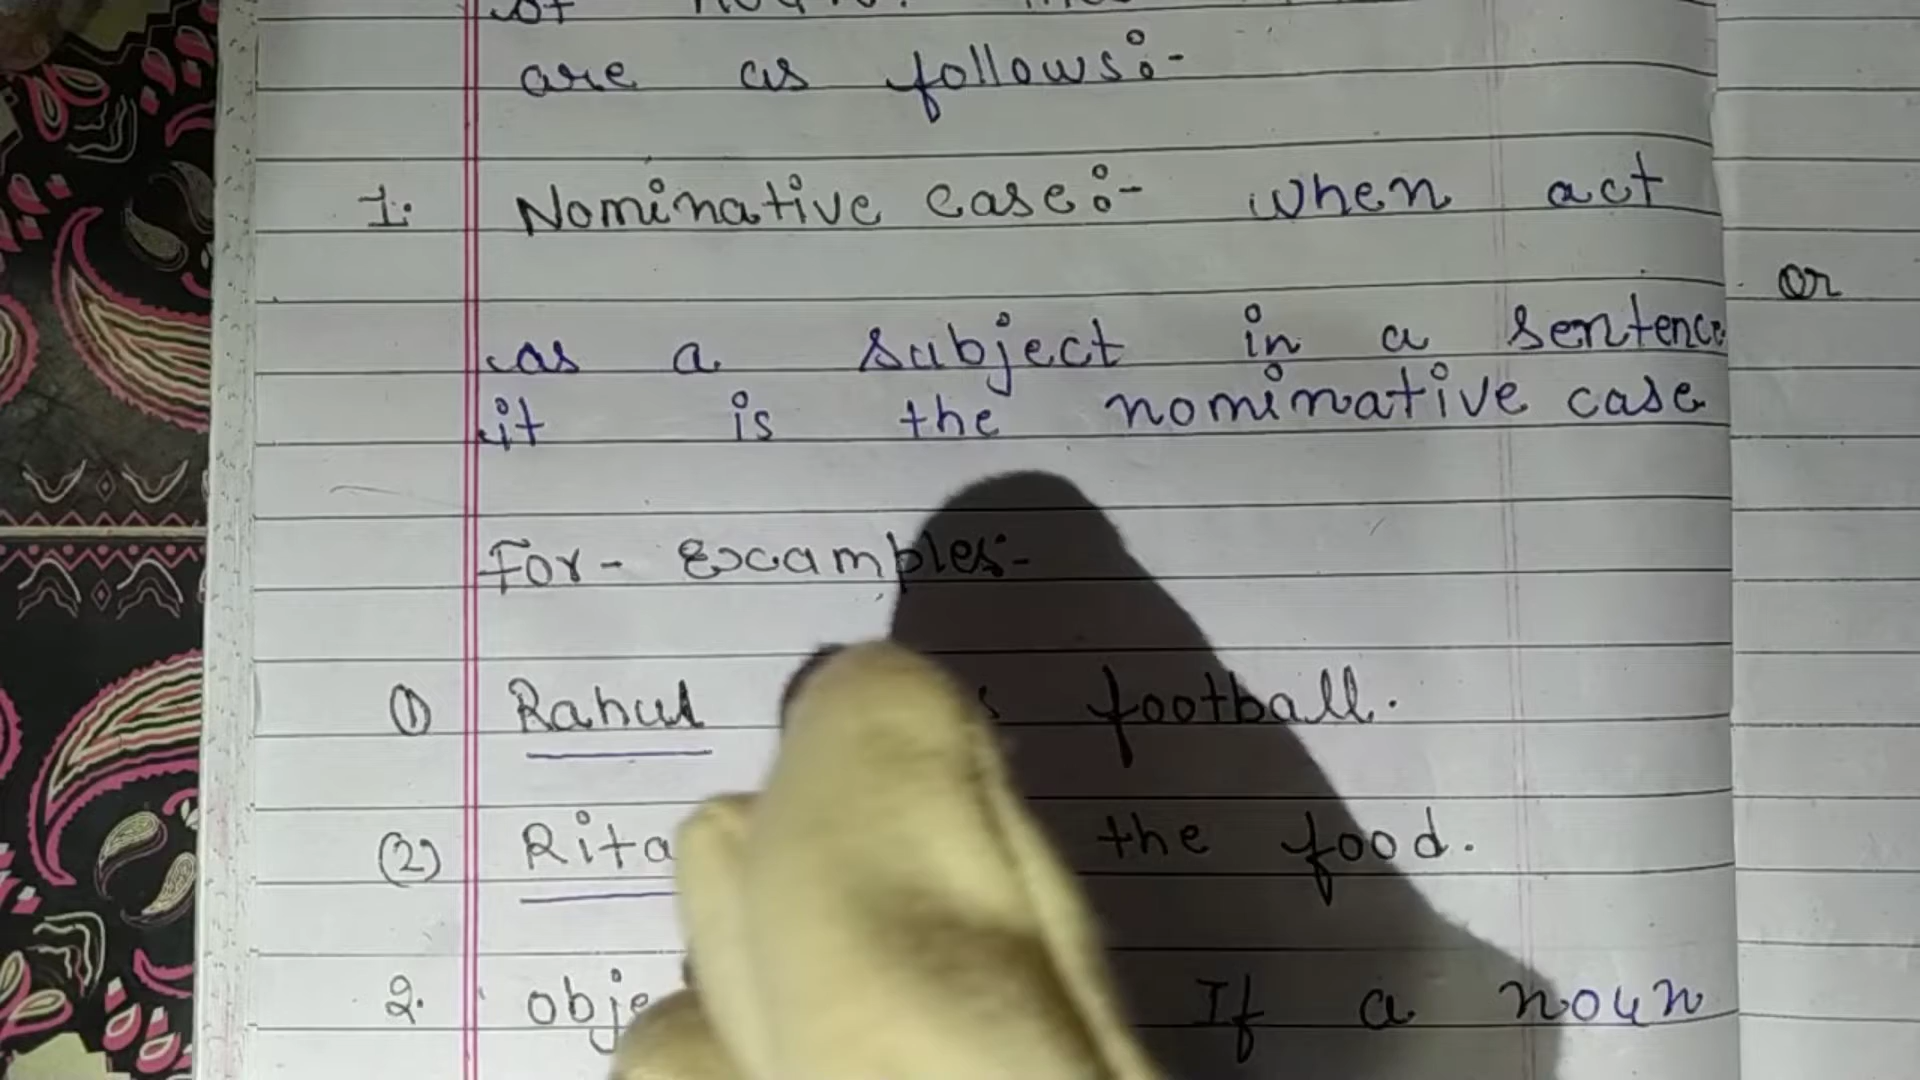 are as follows:-
1. Nominative case:- when act
or
as a subject in a sentence
it is the nominative case
For- Examples:-
(1) Rahul football.
(2) Rita the food.
2. If a noun